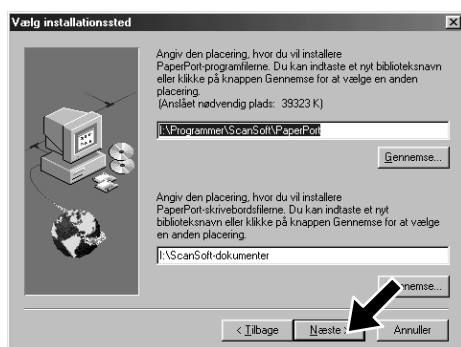 Vælg installationssted
Angiv den placering, hvor du vil installere
PaperPort-programfilerne. Du kan indtaste et nyt biblioteksnavn
eller klikke på knappen Gennemse for at vælge en anden
placering.
(Anslået nødvendig plads: 39323 K)
I:\Programmer\ScanSoft\PaperPort
Gennemse...
Angiv den placering, hvor du vil installere
PaperPort-skrivebordsfilerne. Du kan indtaste et nyt
biblioteksnavn eller klikke på knappen Gennemse for at vælge
en anden placering.
I:\ScanSoft-dokumenter
nnemse...
< Tilbage Næste > Annuller